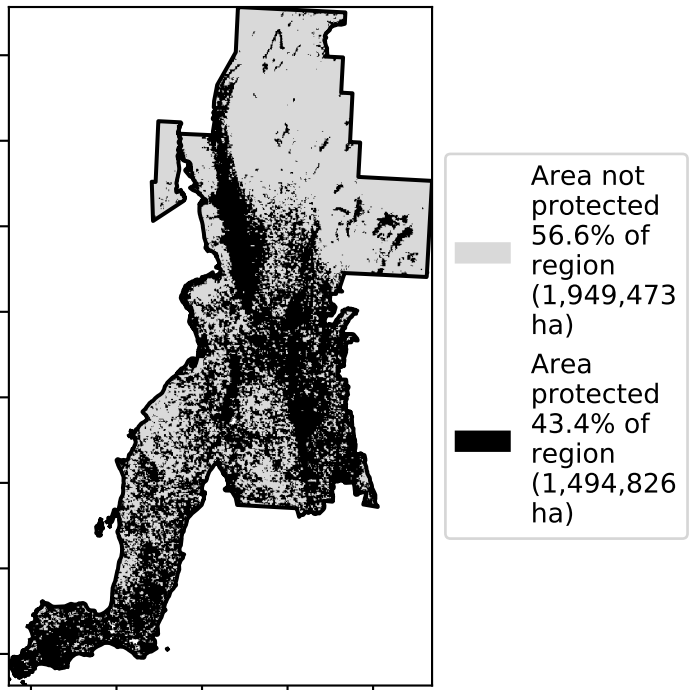 Area not
protected
56.6% of
region
(1,949,473
ha)
Area
protected
43.4% of
region
(1,494,826
ha)